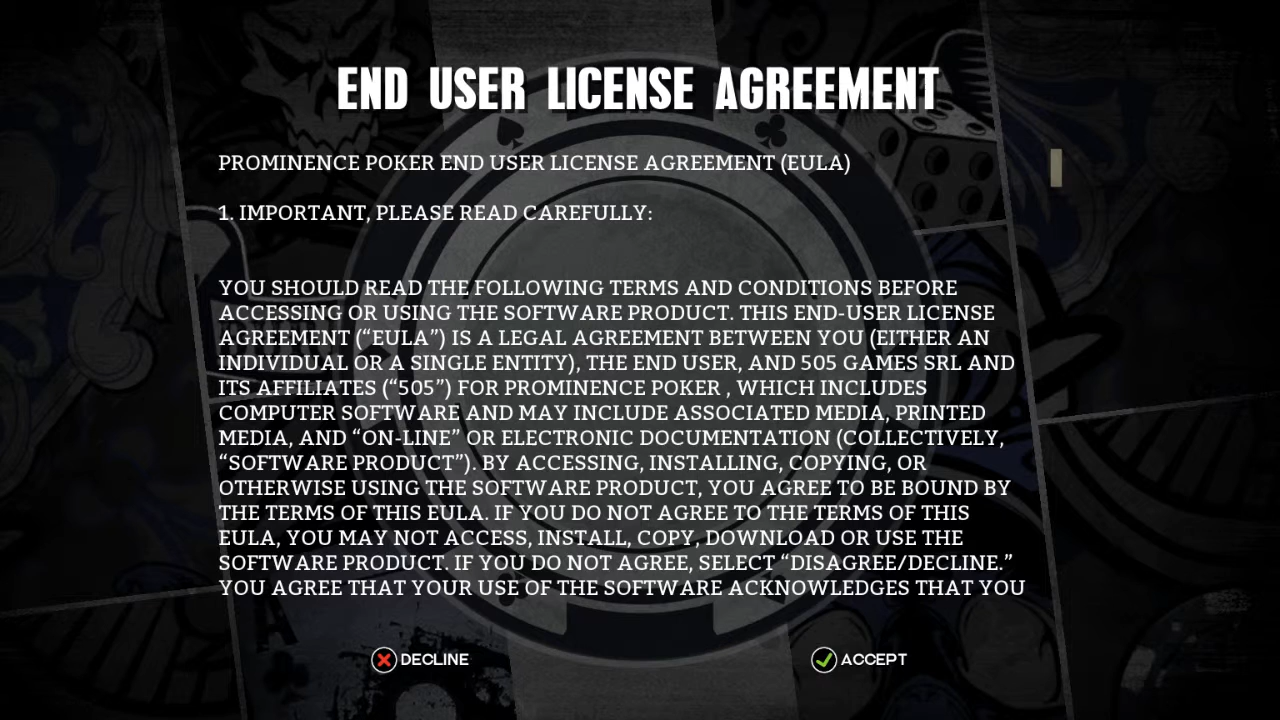 END USER LICENSE AGREEMENT
PROMINENCE POKER END USER LICENSE AGREEMENT (EULA)
1. IMPORTANT, PLEASE READ CAREFULLY:
YOU SHOULD READ THE FOLLOWING TERMS AND CONDITIONS BEFORE
ACCESSING OR USING THE SOFTWARE PRODUCT. THIS END-USER LICENSE
AGREEMENT (“EULA”) IS A LEGAL AGREEMENT BETWEEN YOU (EITHER AN
INDIVIDUAL OR A SINGLE ENTITY), THE END USER, AND 505 GAMES SRL AND
ITS AFFILIATES (“505”) FOR PROMINENCE POKER , WHICH INCLUDES
COMPUTER SOFTWARE AND MAY INCLUDE ASSOCIATED MEDIA, PRINTED
MEDIA, AND “ON-LINE” OR ELECTRONIC DOCUMENTATION (COLLECTIVELY,
“SOFTWARE PRODUCT”). BY ACCESSING, INSTALLING, COPYING, OR
OTHERWISE USING THE SOFTWARE PRODUCT, YOU AGREE TO BE BOUND BY
THE TERMS OF THIS EULA. IF YOU DO NOT AGREE TO THE TERMS OF THIS
EULA, YOU MAY NOT ACCESS, INSTALL, COPY, DOWNLOAD OR USE THE
SOFTWARE PRODUCT. IF YOU DO NOT AGREE, SELECT “DISAGREE/DECLINE.”
YOU AGREE THAT YOUR USE OF THE SOFTWARE ACKNOWLEDGES THAT YOU
DECLINE
ACCEPT